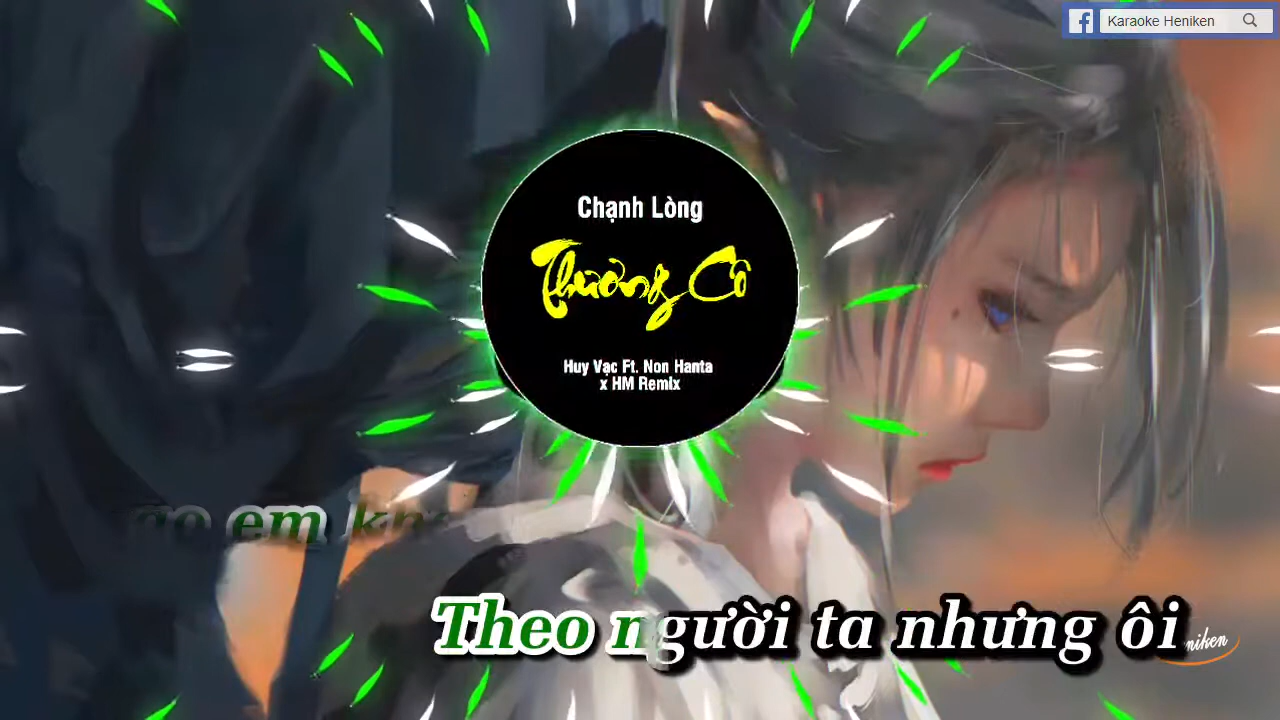 Karaoke Heniken
Chạnh Lòng
Thương Cô
Huy Vạc Ft. Non Hanta
x HM Remix
em
Theo người ta nhưng ôi